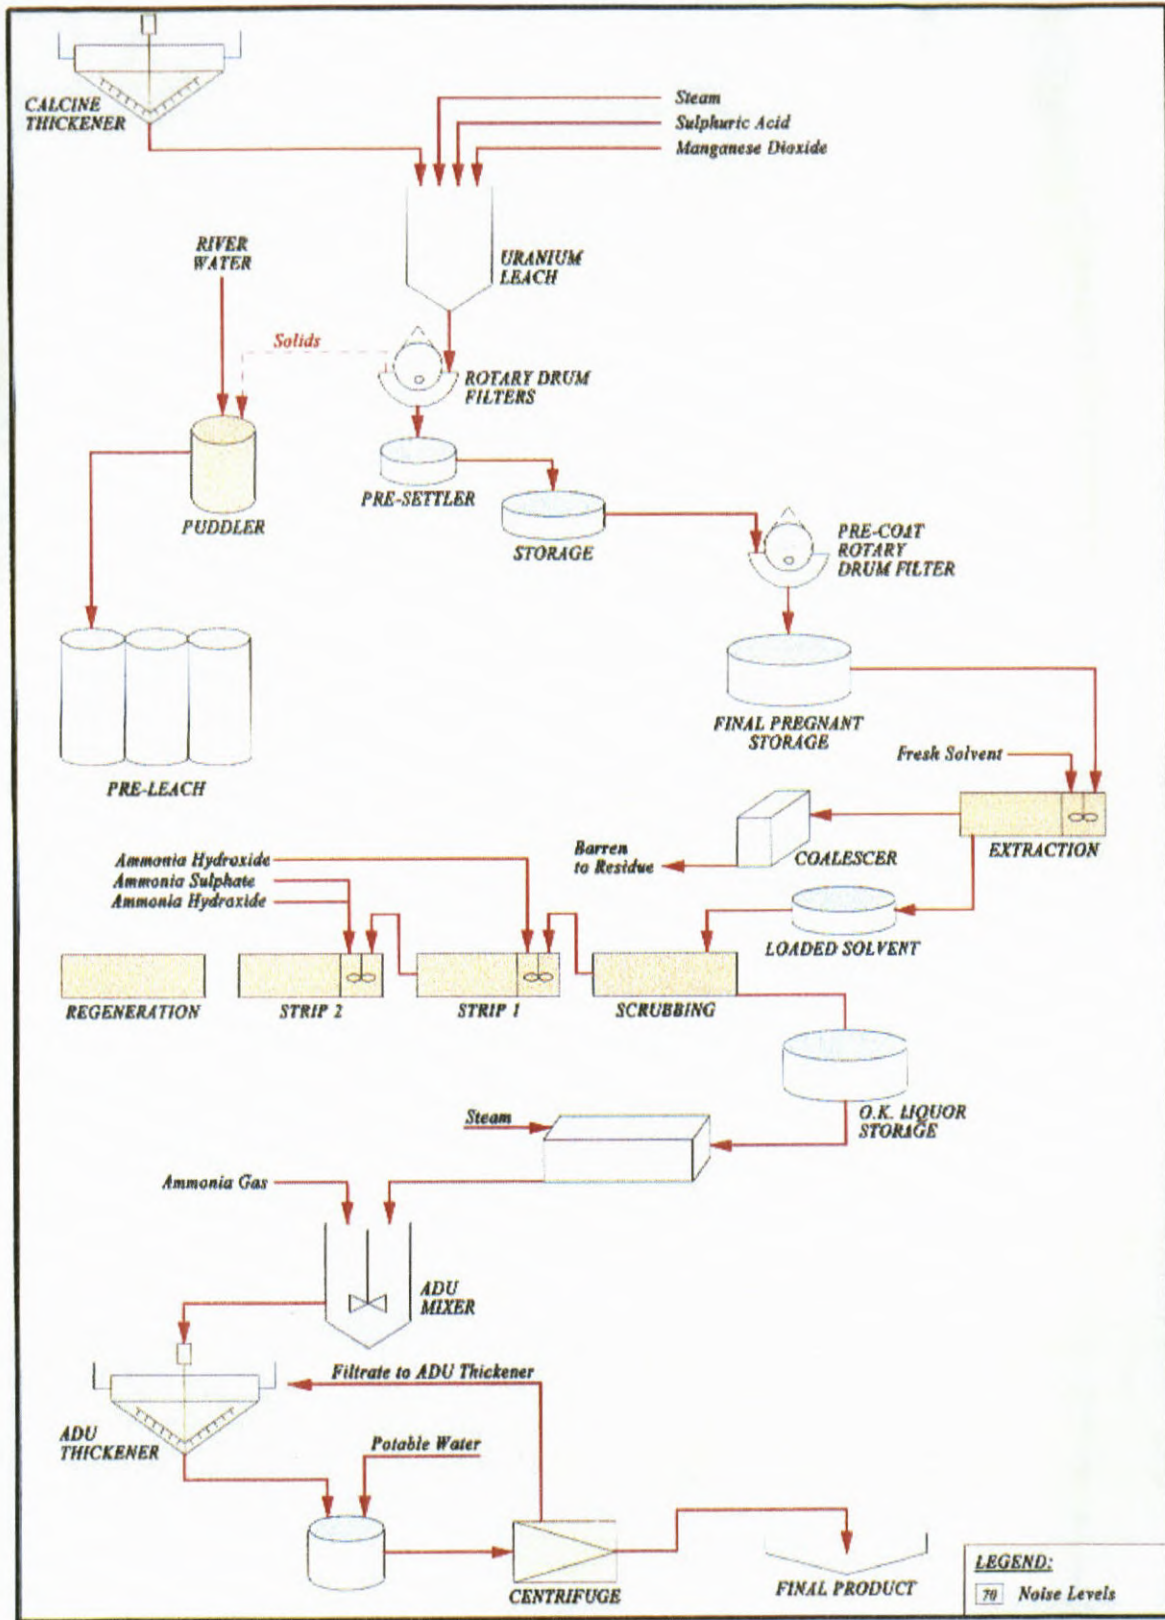 CALCINE
THICKENER
Steam
Sulphuric Acid
Manganese Dioxide
RIVER
WATER
URANIUM
LEACH
Solids
ROTARY DRUM
FILTERS
PUDDLER
PRE-SETTLER
STORAGE
PRE-COAT
ROTARY
DRUM FILTER
PRE-LEACH
FINAL PREGNANT
STORAGE
Fresh Solvent
EXTRACTION
COALESCER
Barren
to Residue
Ammonia Hydroxide
Ammonia Sulphate
Ammonia Hydroxide
LOADED SOLVENT
REGENERATION
STRIP 2
STRIP 1
SCRUBBING
O.K. LIQUOR
STORAGE
Steam
Ammonia Gas
ADU
MIXER
Filtrate to ADU Thickener
ADU
THICKENER
Potable Water
CENTRIFUGE
FINAL PRODUCT
LEGEND:
70 Noise Levels